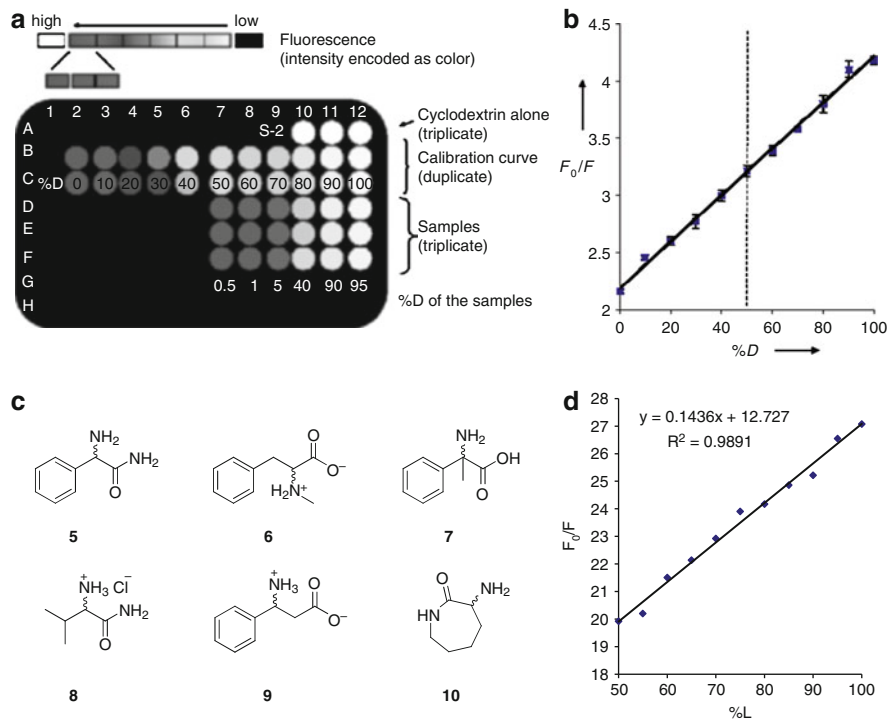 a
high
low
Fluorescence
(intensity encoded as color)
1 2 3 4 5 6 7 8 9 10 11 12
A S-2
Cyclodextrin alone
(triplicate)
B
Calibration curve
(duplicate)
C %D 0 10 20 30 40 50 60 70 80 90 100
D
E
F
Samples
(triplicate)
G
0.5 1 5 40 90 95
%D of the samples
H
b
4.5
4
3.5
3
2.5
2
F0/F
0 20 40 60 80 100
%D
c
NH2
NH2
O
5
O
O−
H2N+
6
NH2
OH
O
7
+
NH3 Cl−
NH2
O
8
+
NH3
O
O−
9
O
NH2
HN
10
d
28
27
26
25
24
23
22
21
20
19
18
F0/F
y = 0.1436x + 12.727
R2 = 0.9891
50 60 70 80 90 100
%L